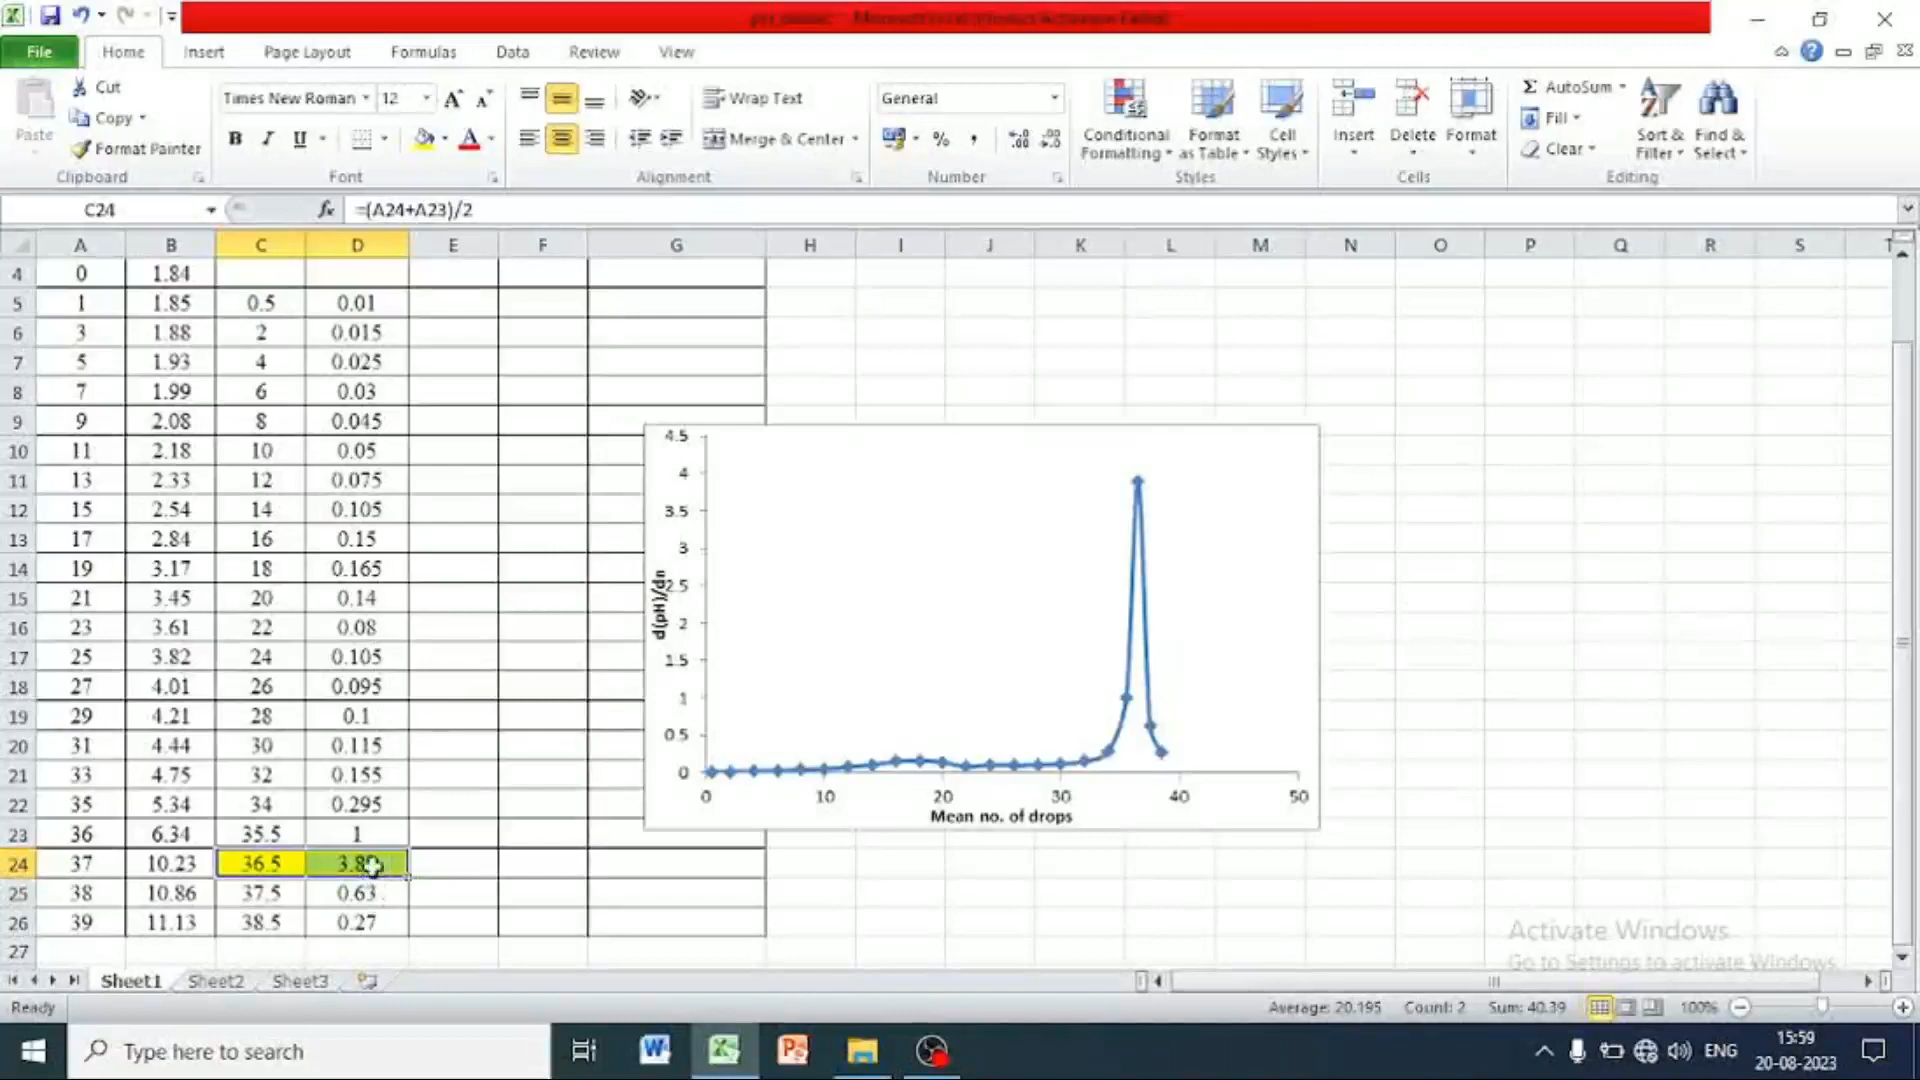 Microsoft Excel (Product Activation Failed)
File Home Insert Page Layout Formulas Data Review View
Paste
Cut
Copy
Format Painter
Clipboard
Times New Roman 12
B I U
Font
Wrap Text
Merge & Center
Alignment
General
%
Number
Conditional Formatting
Format as Table
Cell Styles
Styles
Insert
Delete
Format
Cells
Σ AutoSum
Fill
Clear
Sort & Filter
Find & Select
Editing
C24 fx =(A24+A23)/2
A B C D E F G H I J K L M N O P Q R S T
4 0 1.84
5 1 1.85 0.5 0.01
6 3 1.88 2 0.015
7 5 1.93 4 0.025
8 7 1.99 6 0.03
9 9 2.08 8 0.045
10 11 2.18 10 0.05
11 13 2.33 12 0.075
12 15 2.54 14 0.105
13 17 2.84 16 0.15
14 19 3.17 18 0.165
15 21 3.45 20 0.14
16 23 3.61 22 0.08
17 25 3.82 24 0.105
18 27 4.01 26 0.095
19 29 4.21 28 0.1
20 31 4.44 30 0.115
21 33 4.75 32 0.155
22 35 5.34 34 0.295
23 36 6.34 35.5 1
24 37 10.23 36.5
25 38 10.86 37.5 0.63
26 39 11.13 38.5 0.27
27
4.5
4
3.5
3
2.5
2
1.5
1
0.5
0
d(pH)/dn
0 10 20 30 40 50
Mean no. of drops
Activate Windows
Go to Settings to activate Windows.
Sheet1 Sheet2 Sheet3
Ready
Average: 20.195 Count: 2 Sum: 40.39 100%
Type here to search
ENG
15:59
20-08-2023